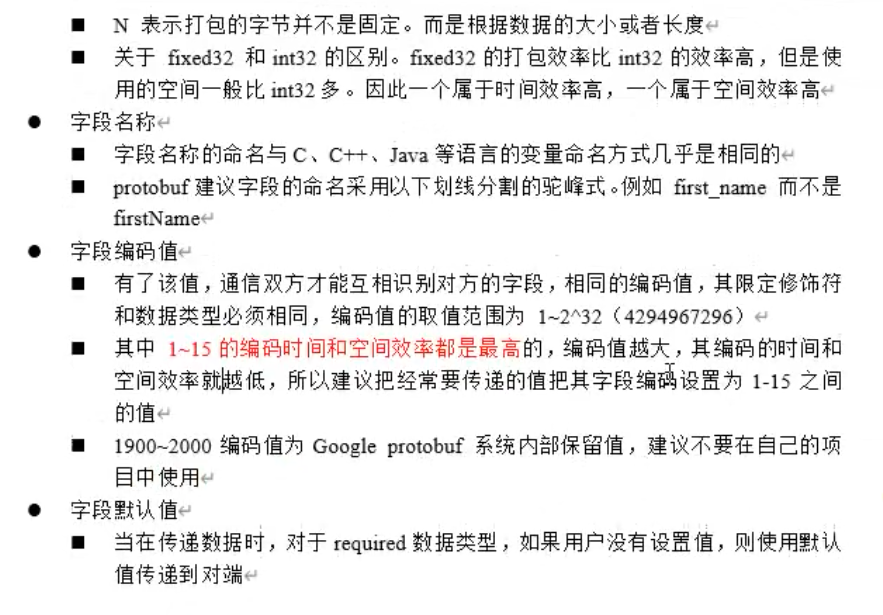 ■ N 表示打包的字节并不是固定。而是根据数据的大小或者长度
■ 关于 fixed32 和 int32 的区别。fixed32 的打包效率比 int32 的效率高，但是使
用的空间一般比 int32 多。因此一个属于时间效率高，一个属于空间效率高
● 字段名称
■ 字段名称的命名与 C、C++、Java 等语言的变量命名方式几乎是相同的
■ protobuf 建议字段的命名采用以下划线分割的驼峰式。例如 first_name 而不是
firstName
● 字段编码值
■ 有了该值，通信双方才能互相识别对方的字段，相同的编码值，其限定修饰符
和数据类型必须相同，编码值的取值范围为 1~2^32（4294967296）
■ 其中 1~15 的编码时间和空间效率都是最高的，编码值越大，其编码的时间和
空间效率就越低，所以建议把经常要传递的值把其字段编码设置为 1-15 之间
的值
■ 1900~2000 编码值为 Google protobuf 系统内部保留值，建议不要在自己的项
目中使用
● 字段默认值
■ 当在传递数据时，对于 required 数据类型，如果用户没有设置值，则使用默认
值传递到对端